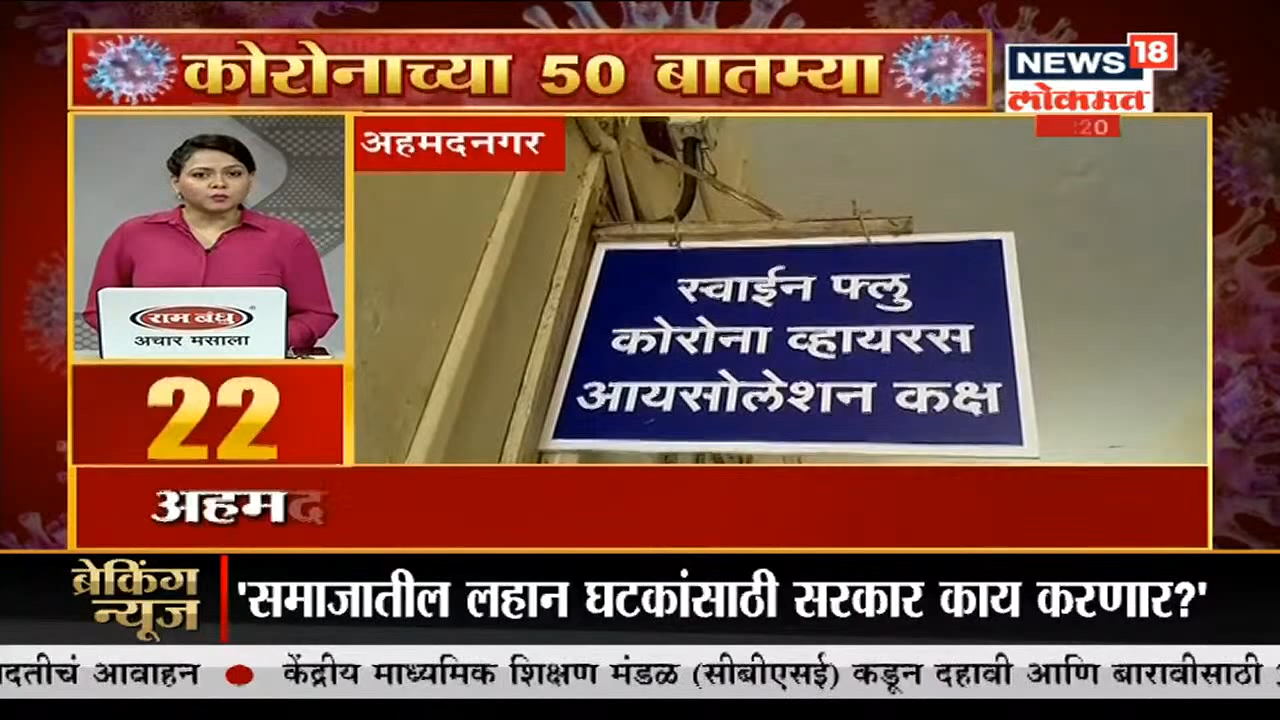 कोरोनाच्या 50 बातम्या
NEWS 18
लोकमत
:20
अहमदनगर
स्वाईन फ्लु
कोरोना व्हायरस
आयसोलेशन कक्ष
राम बंधु
अचार मसाला
22
अहमद
ब्रेकिंग
न्यूज
'समाजातील लहान घटकांसाठी सरकार काय करणार?'
दतीचं आवाहन ● केंद्रीय माध्यमिक शिक्षण मंडळ (सीबीएसई) कडून दहावी आणि बारावीसाठी